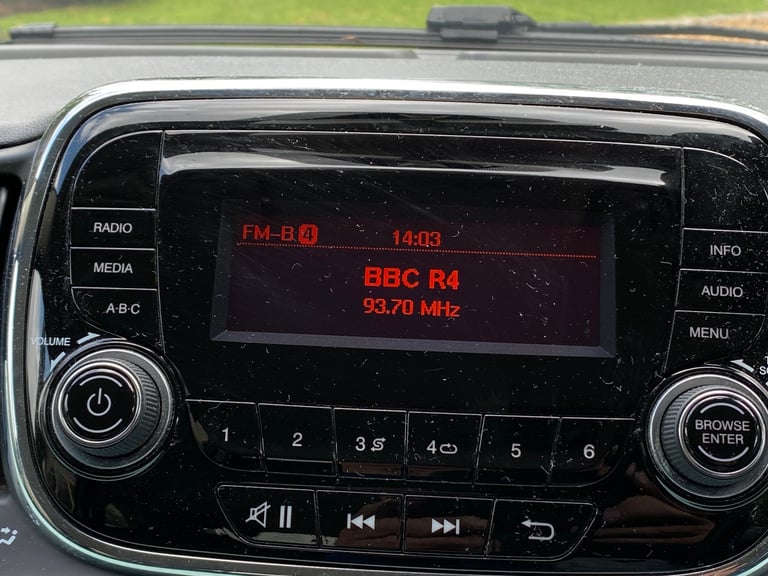 FM-B 4 14:03
BBC R4
93.70 MHz
RADIO
MEDIA
A·B·C
INFO
AUDIO
MENU
VOLUME
BROWSE
ENTER
1 2 3 4 5 6